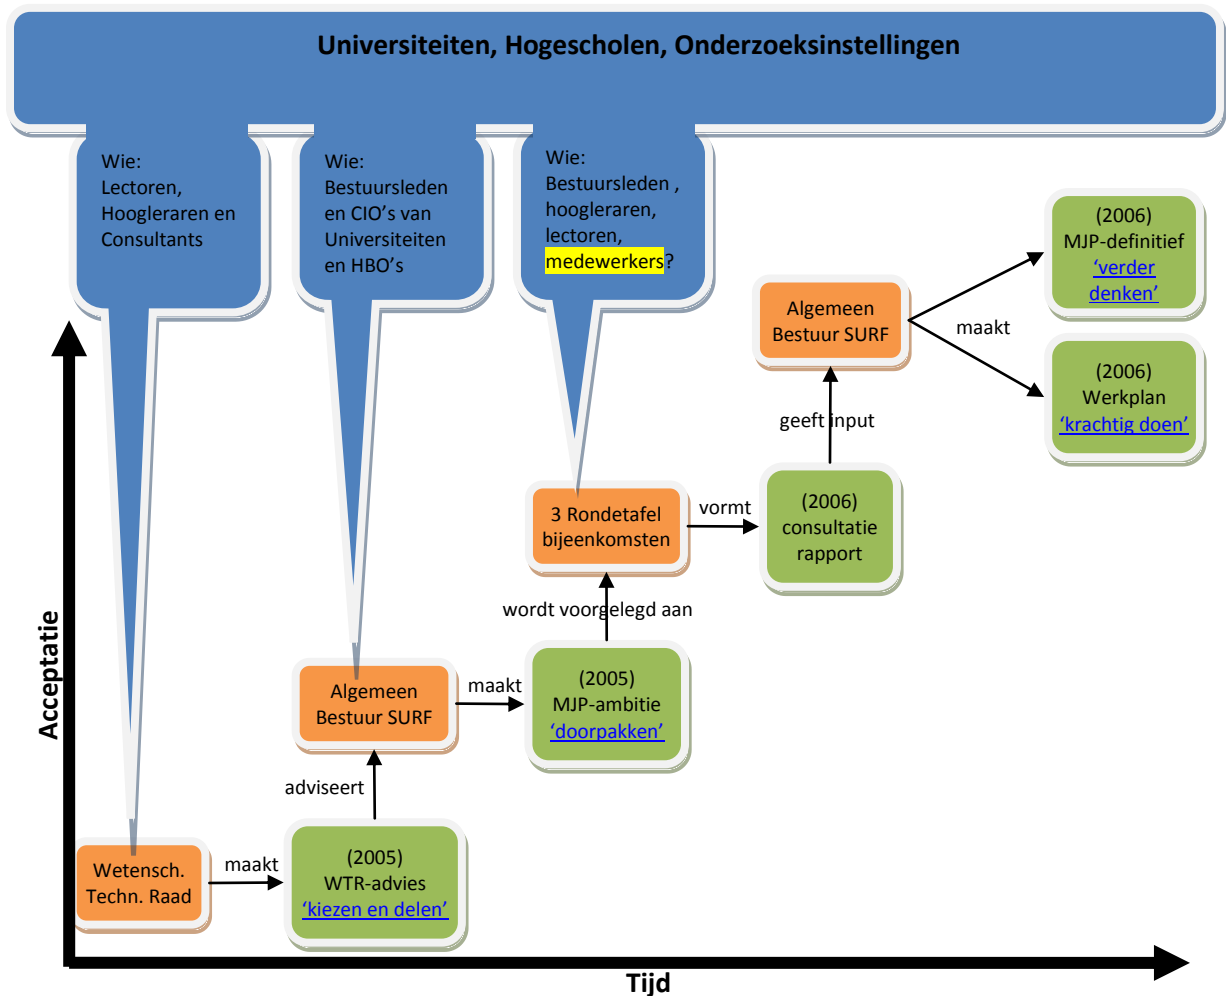 Universiteiten, Hogescholen, Onderzoeksinstellingen
Wie:
Lectoren,
Hoogleraren en
Consultants
Wie:
Bestuursleden
en CIO's van
Universiteiten
en HBO's
Wie:
Bestuursleden ,
hoogleraren,
lectoren,
medewerkers?
(2006)
MJP-definitief
‘verder
denken’
Algemeen
Bestuur SURF
maakt
(2006)
Werkplan
‘krachtig doen’
geeft input
3 Rondetafel
bijeenkomsten
vormt
(2006)
consultatie
rapport
wordt voorgelegd aan
Algemeen
Bestuur SURF
maakt
(2005)
MJP-ambitie
‘doorpakken’
adviseert
Wetensch.
Techn. Raad
maakt
(2005)
WTR-advies
‘kiezen en delen’
Acceptatie
Tijd